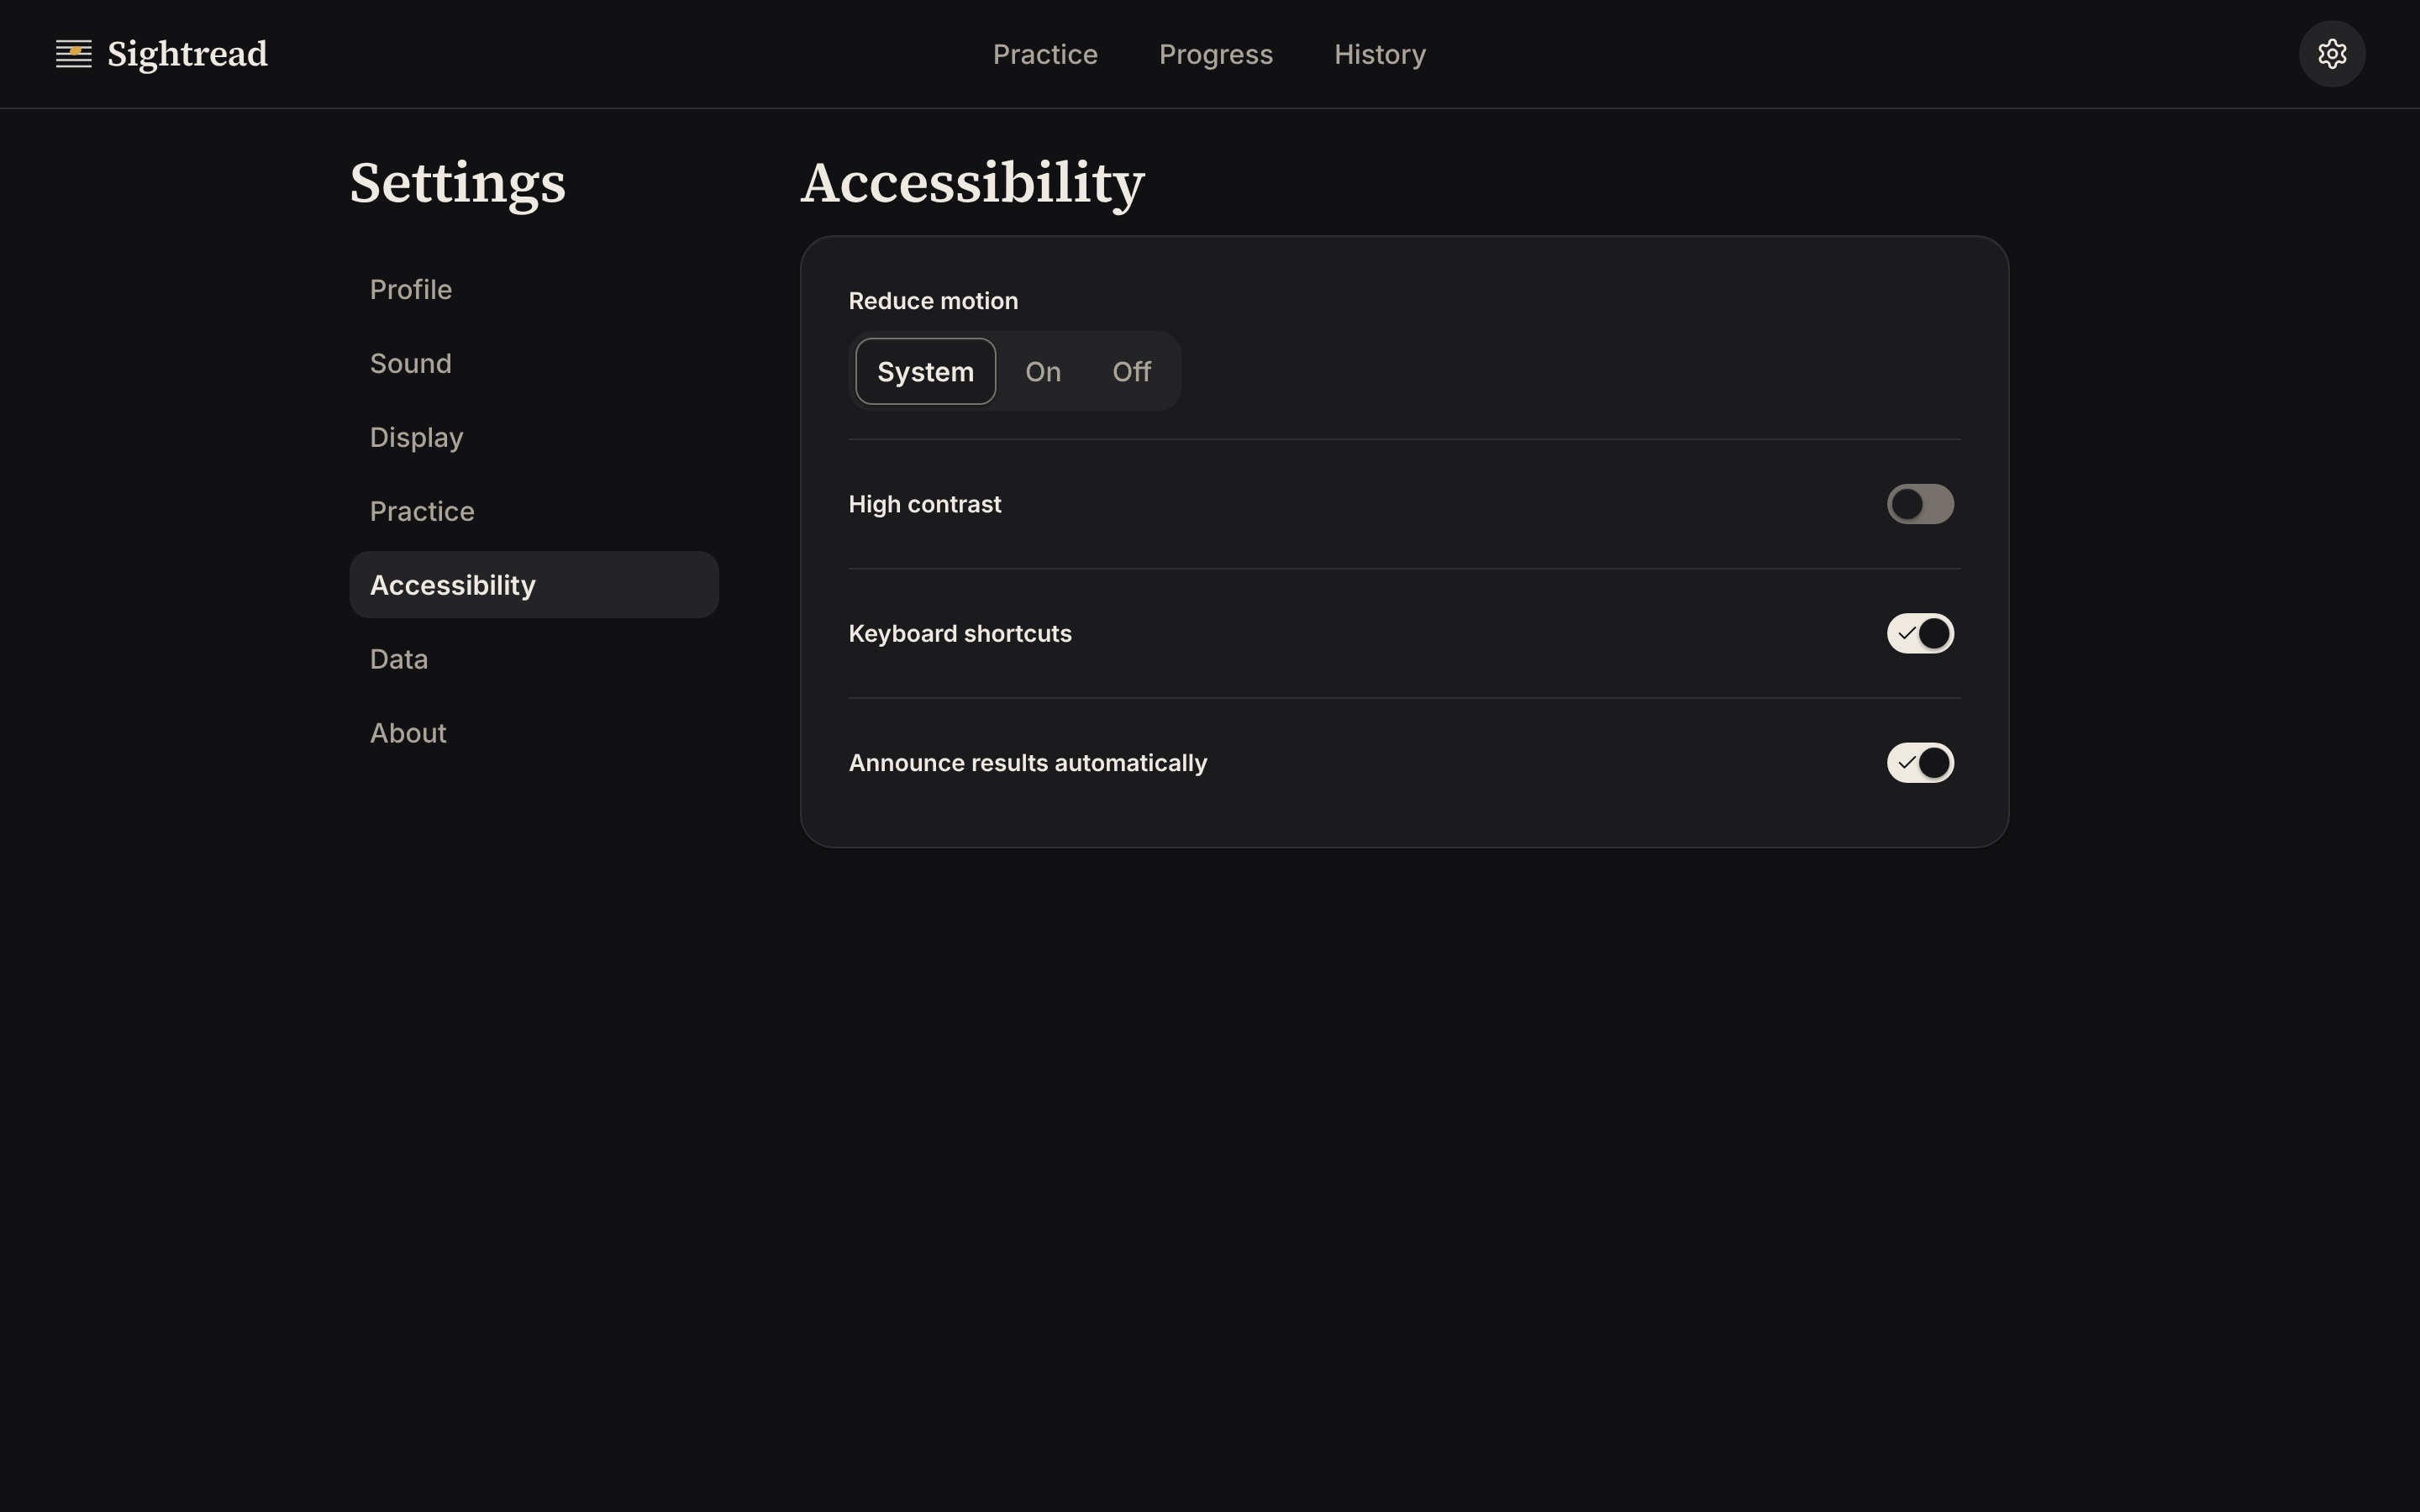 Sightread
Practice
Progress
History
Settings
Profile
Sound
Display
Practice
Accessibility
Data
About
Accessibility
Reduce motion
System
On
Off
High contrast
Keyboard shortcuts
Announce results automatically